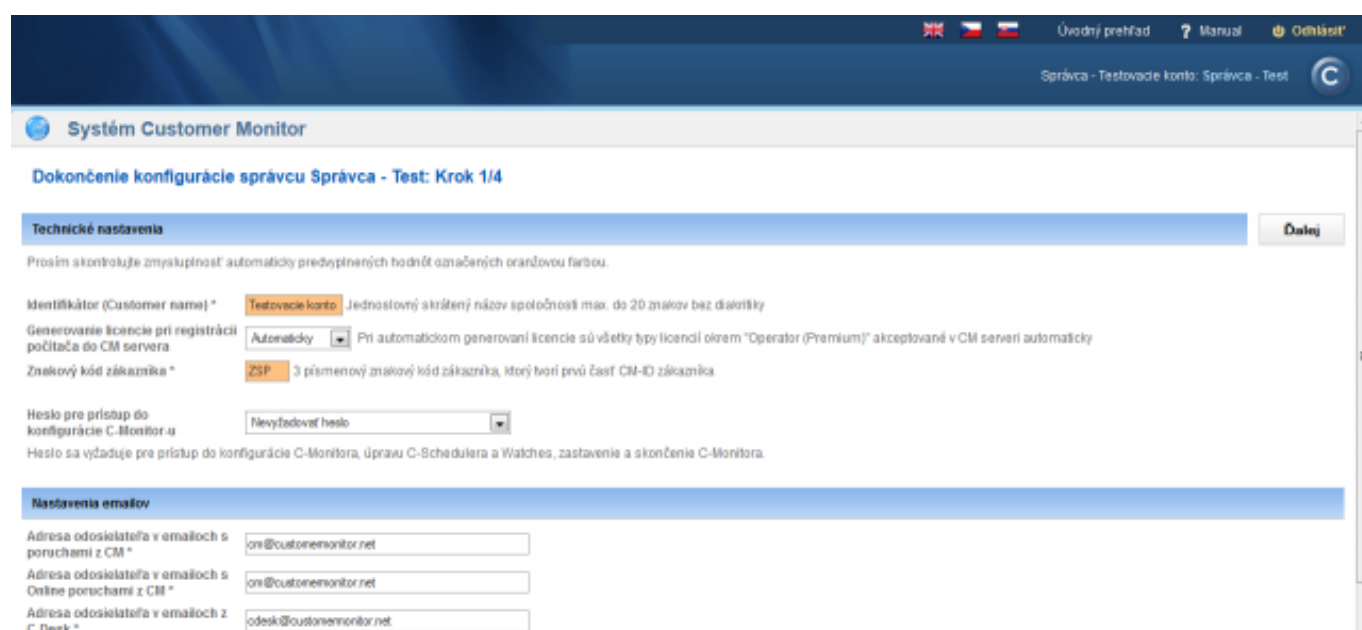 Úvodný prehľad ? Manual Odhlásiť
Správca - Testovacie konto: Správca - Test C
Systém Customer Monitor
Dokončenie konfigurácie správcu Správca - Test: Krok 1/4
Technické nastavenia Ďalej
Prosím skontrolujte zmysluplnosť automaticky predvyplnených hodnôt označených oranžovou farbou.
Identifikátor (Customer name) * Testovacie konto Jednoslovný skrátený názov spoločnosti max. do 20 znakov bez diakritiky
Generovanie licencie pri registrácii
počítača do CM servera Automaticky Pri automatickom generovaní licencie sú všetky typy licencií okrem "Operator (Premium)" akceptované v CM serveri automaticky
Znakový kód zákazníka * ZSP 3 písmenový znakový kód zákazníka, ktorý tvorí prvú časť CM-ID zákazníka
Heslo pre prístup do
konfigurácie C-Monitor-u Nevyžadovať heslo
Heslo sa vyžaduje pre prístup do konfigurácie C-Monitora, úpravu C-Schedulera a Watches, zastavenie a skončenie C-Monitora.
Nastavenia emailov
Adresa odosielateľa v emailoch s
poruchami z CM * cm@customermonitor.net
Adresa odosielateľa v emailoch s
Online poruchami z CM * cm@customermonitor.net
Adresa odosielateľa v emailoch z
C-Desk * cdesk@customermonitor.net